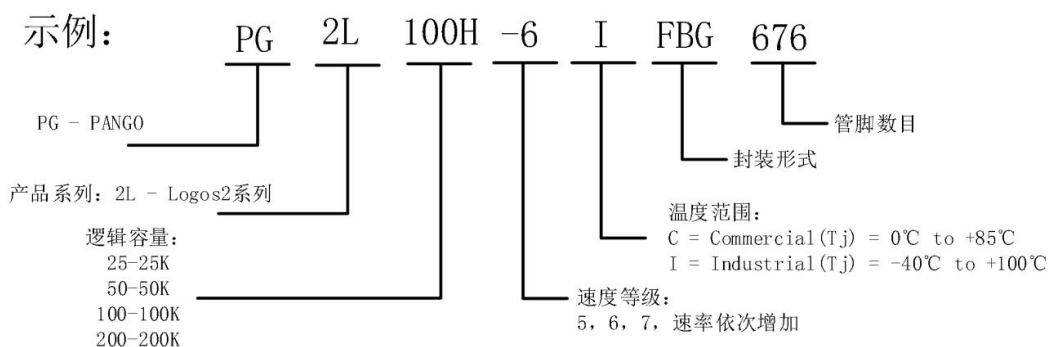 示例：
PG 2L 100H -6 I FBG 676
PG - PANGO
管脚数目
封装形式
产品系列：2L - Logos2系列
逻辑容量：
25-25K
50-50K
100-100K
200-200K
温度范围：
C = Commercial(Tj) = 0℃ to +85℃
I = Industrial(Tj) = -40℃ to +100℃
速度等级：
5, 6, 7, 速率依次增加